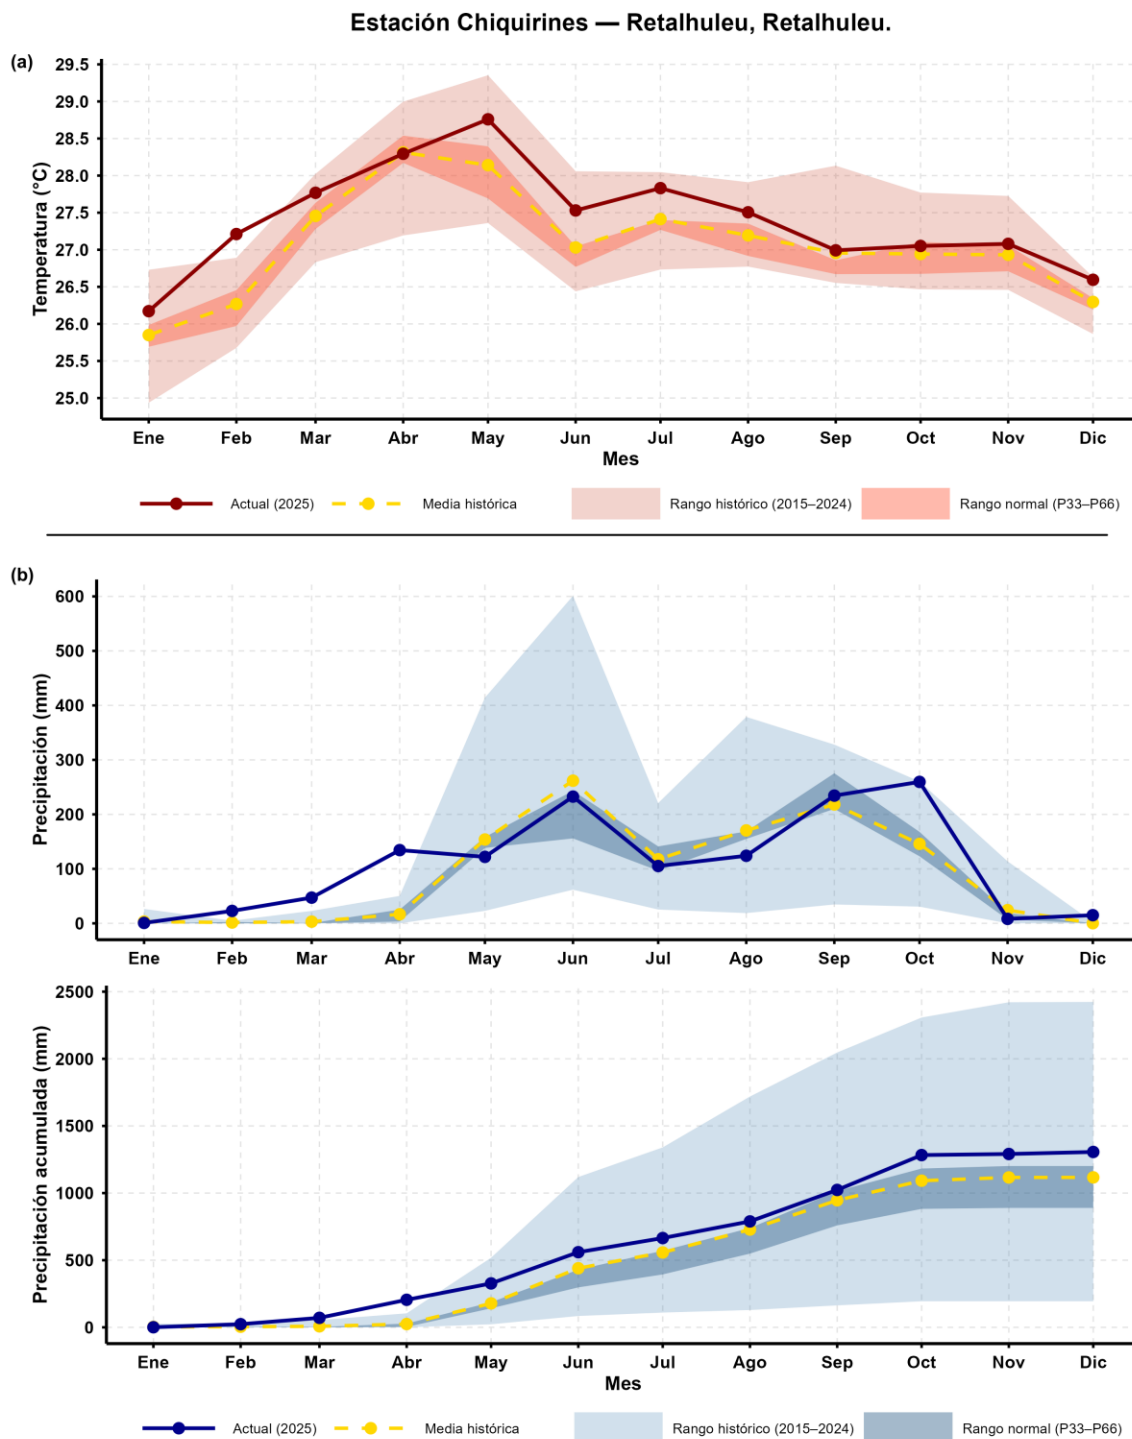 Estación Chiquirines — Retalhuleu, Retalhuleu.
(a)
Temperatura (°C)
29.5
29.0
28.5
28.0
27.5
27.0
26.5
26.0
25.5
25.0
Ene Feb Mar Abr May Jun Jul Ago Sep Oct Nov Dic
Mes
Actual (2025) Media histórica Rango histórico (2015–2024) Rango normal (P33–P66)
(b)
Precipitación (mm)
600
500
400
300
200
100
0
Ene Feb Mar Abr May Jun Jul Ago Sep Oct Nov Dic
Precipitación acumulada (mm)
2500
2000
1500
1000
500
0
Ene Feb Mar Abr May Jun Jul Ago Sep Oct Nov Dic
Mes
Actual (2025) Media histórica Rango histórico (2015–2024) Rango normal (P33–P66)